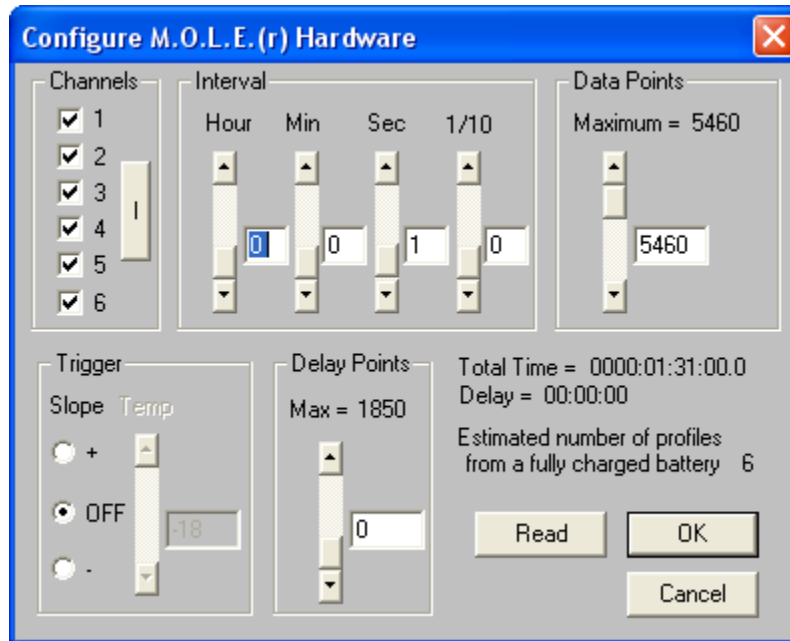 Configure M.O.L.E.(r) Hardware
Channels
1
2
3
4
5
6
I
Interval
Hour Min Sec 1/10
0 0 1 0
Data Points
Maximum = 5460
5460
Trigger
Slope Temp
+
OFF
-
-18
Delay Points
Max = 1850
0
Total Time = 0000:01:31:00.0
Delay = 00:00:00
Estimated number of profiles
from a fully charged battery 6
Read
OK
Cancel